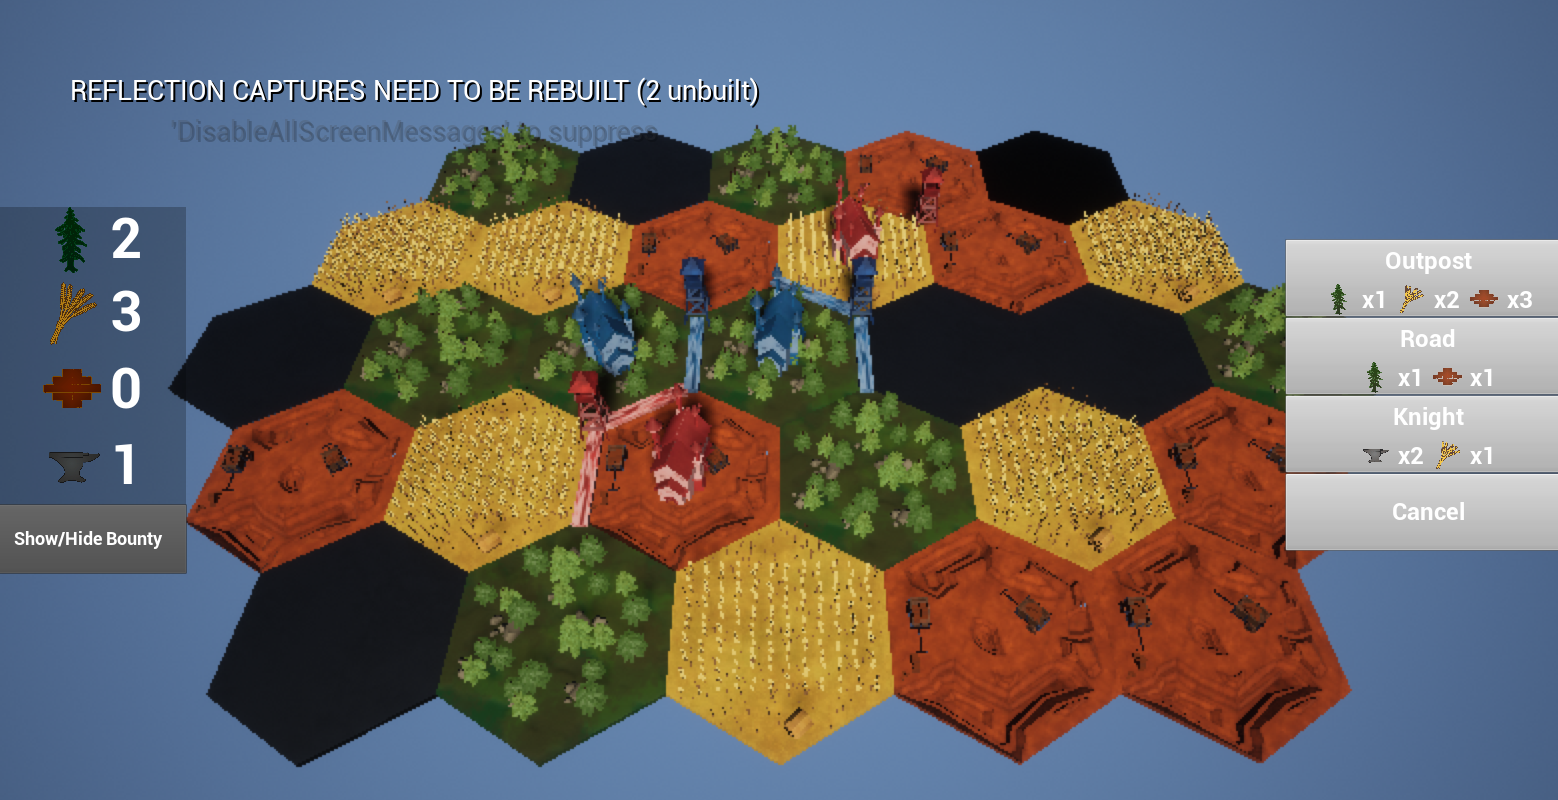 REFLECTION CAPTURES NEED TO BE REBUILT (2 unbuilt)
'DisableAllScreenMessages' to suppress
2
3
0
1
Show/Hide Bounty
Outpost
x1 x2 x3
Road
x1 x1
Knight
x2 x1
Cancel